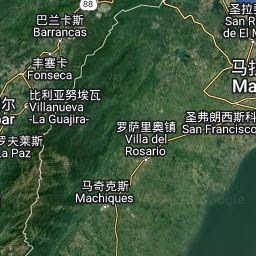 88
巴兰卡斯
Barrancas
圣拉
San R
de El M
丰塞卡
Fonseca
马拉
Ma
尔
ar
比利亚努埃瓦
Villanueva
-La Guajira-
罗夫莱斯
La Paz
罗萨里奥镇
Villa del
Rosario
圣弗朗西斯科
San Francisco
马奇克斯
Machiques